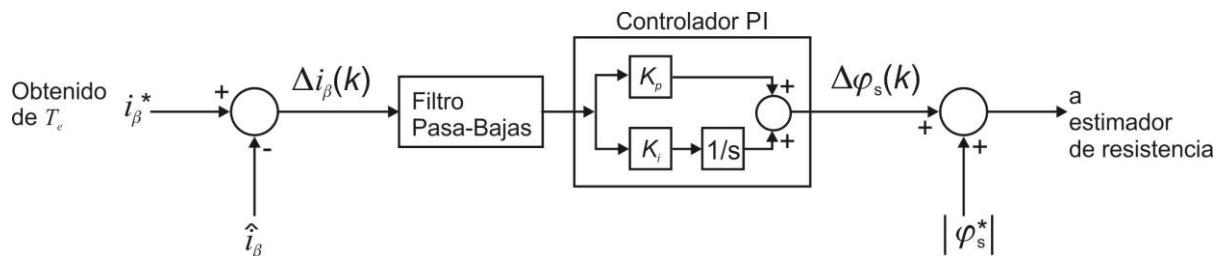 Controlador PI
Obtenido
de Tₑ
i_β*
+
-
Δi_β(k)
Filtro
Pasa-Bajas
K_p
K_i
1/s
+
+
Δφ_s(k)
+
+
a
estimador
de resistencia
î_β
|φ_s*|